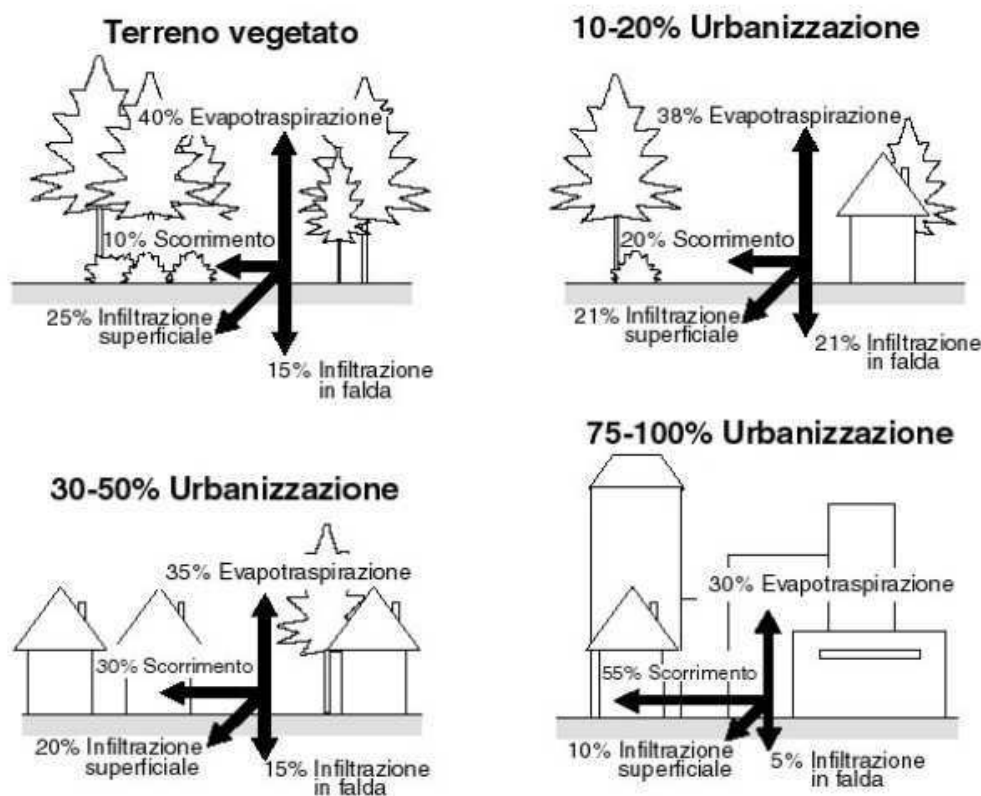 Terreno vegetato
40% Evapotraspirazione
10% Scorrimento
25% Infiltrazione
superficiale
15% Infiltrazione
in falda
10-20% Urbanizzazione
38% Evapotraspirazione
20% Scorrimento
21% Infiltrazione
superficiale
21% Infiltrazione
in falda
30-50% Urbanizzazione
35% Evapotraspirazione
30% Scorrimento
20% Infiltrazione
superficiale
15% Infiltrazione
in falda
75-100% Urbanizzazione
30% Evapotraspirazione
55% Scorrimento
10% Infiltrazione
superficiale
5% Infiltrazione
in falda